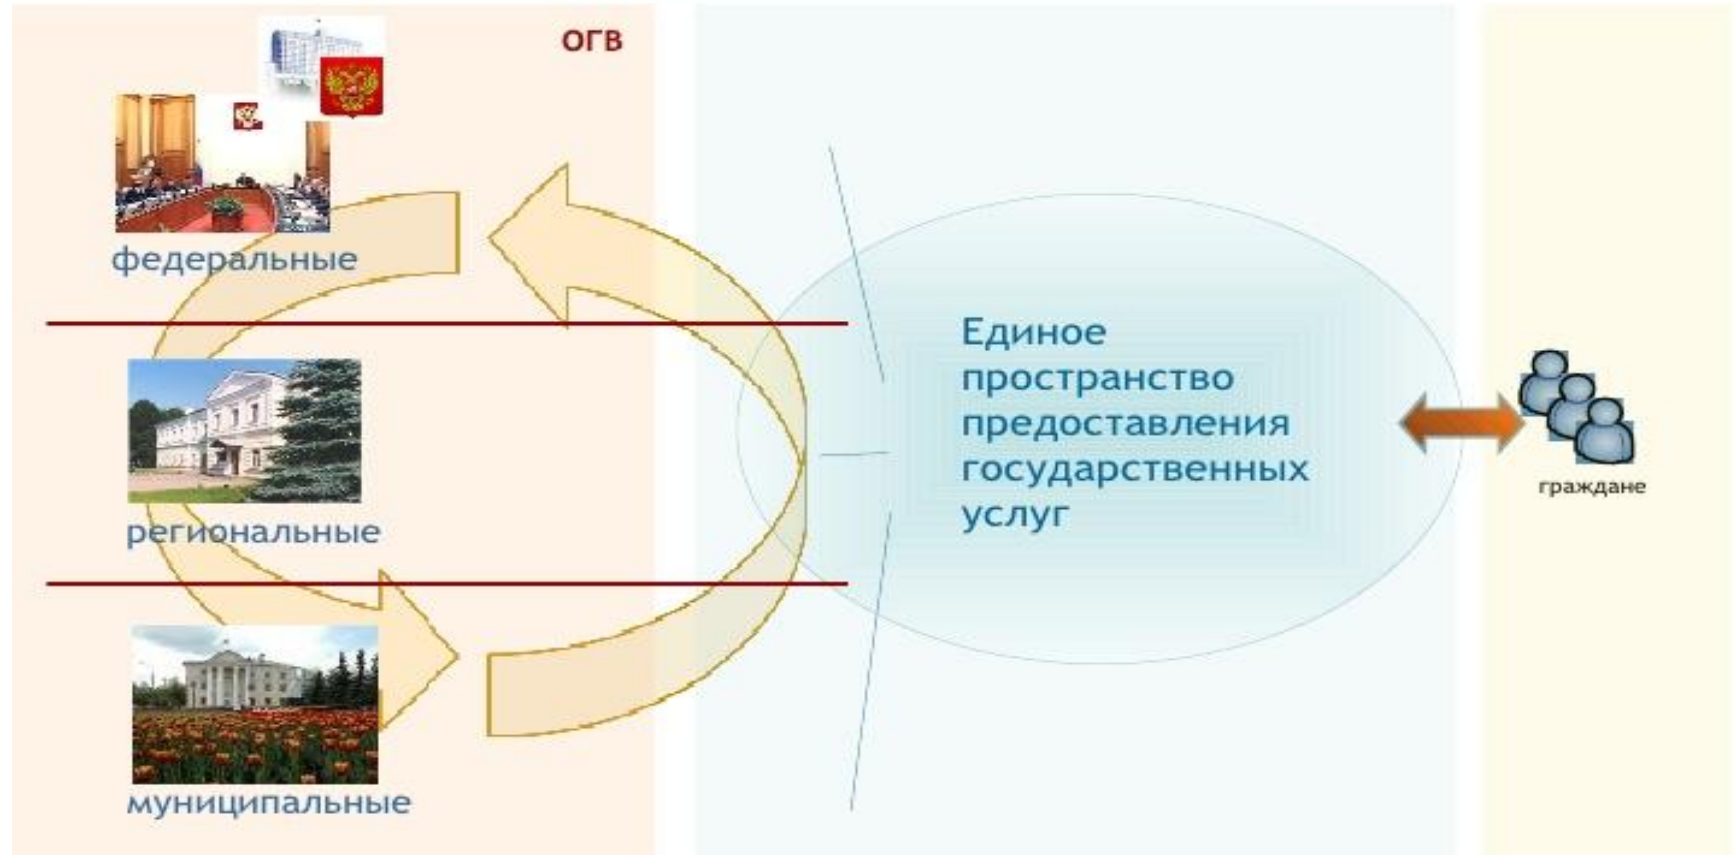 ОГВ
федеральные
региональные
муниципальные
Единое
пространство
предоставления
государственных
услуг
граждане